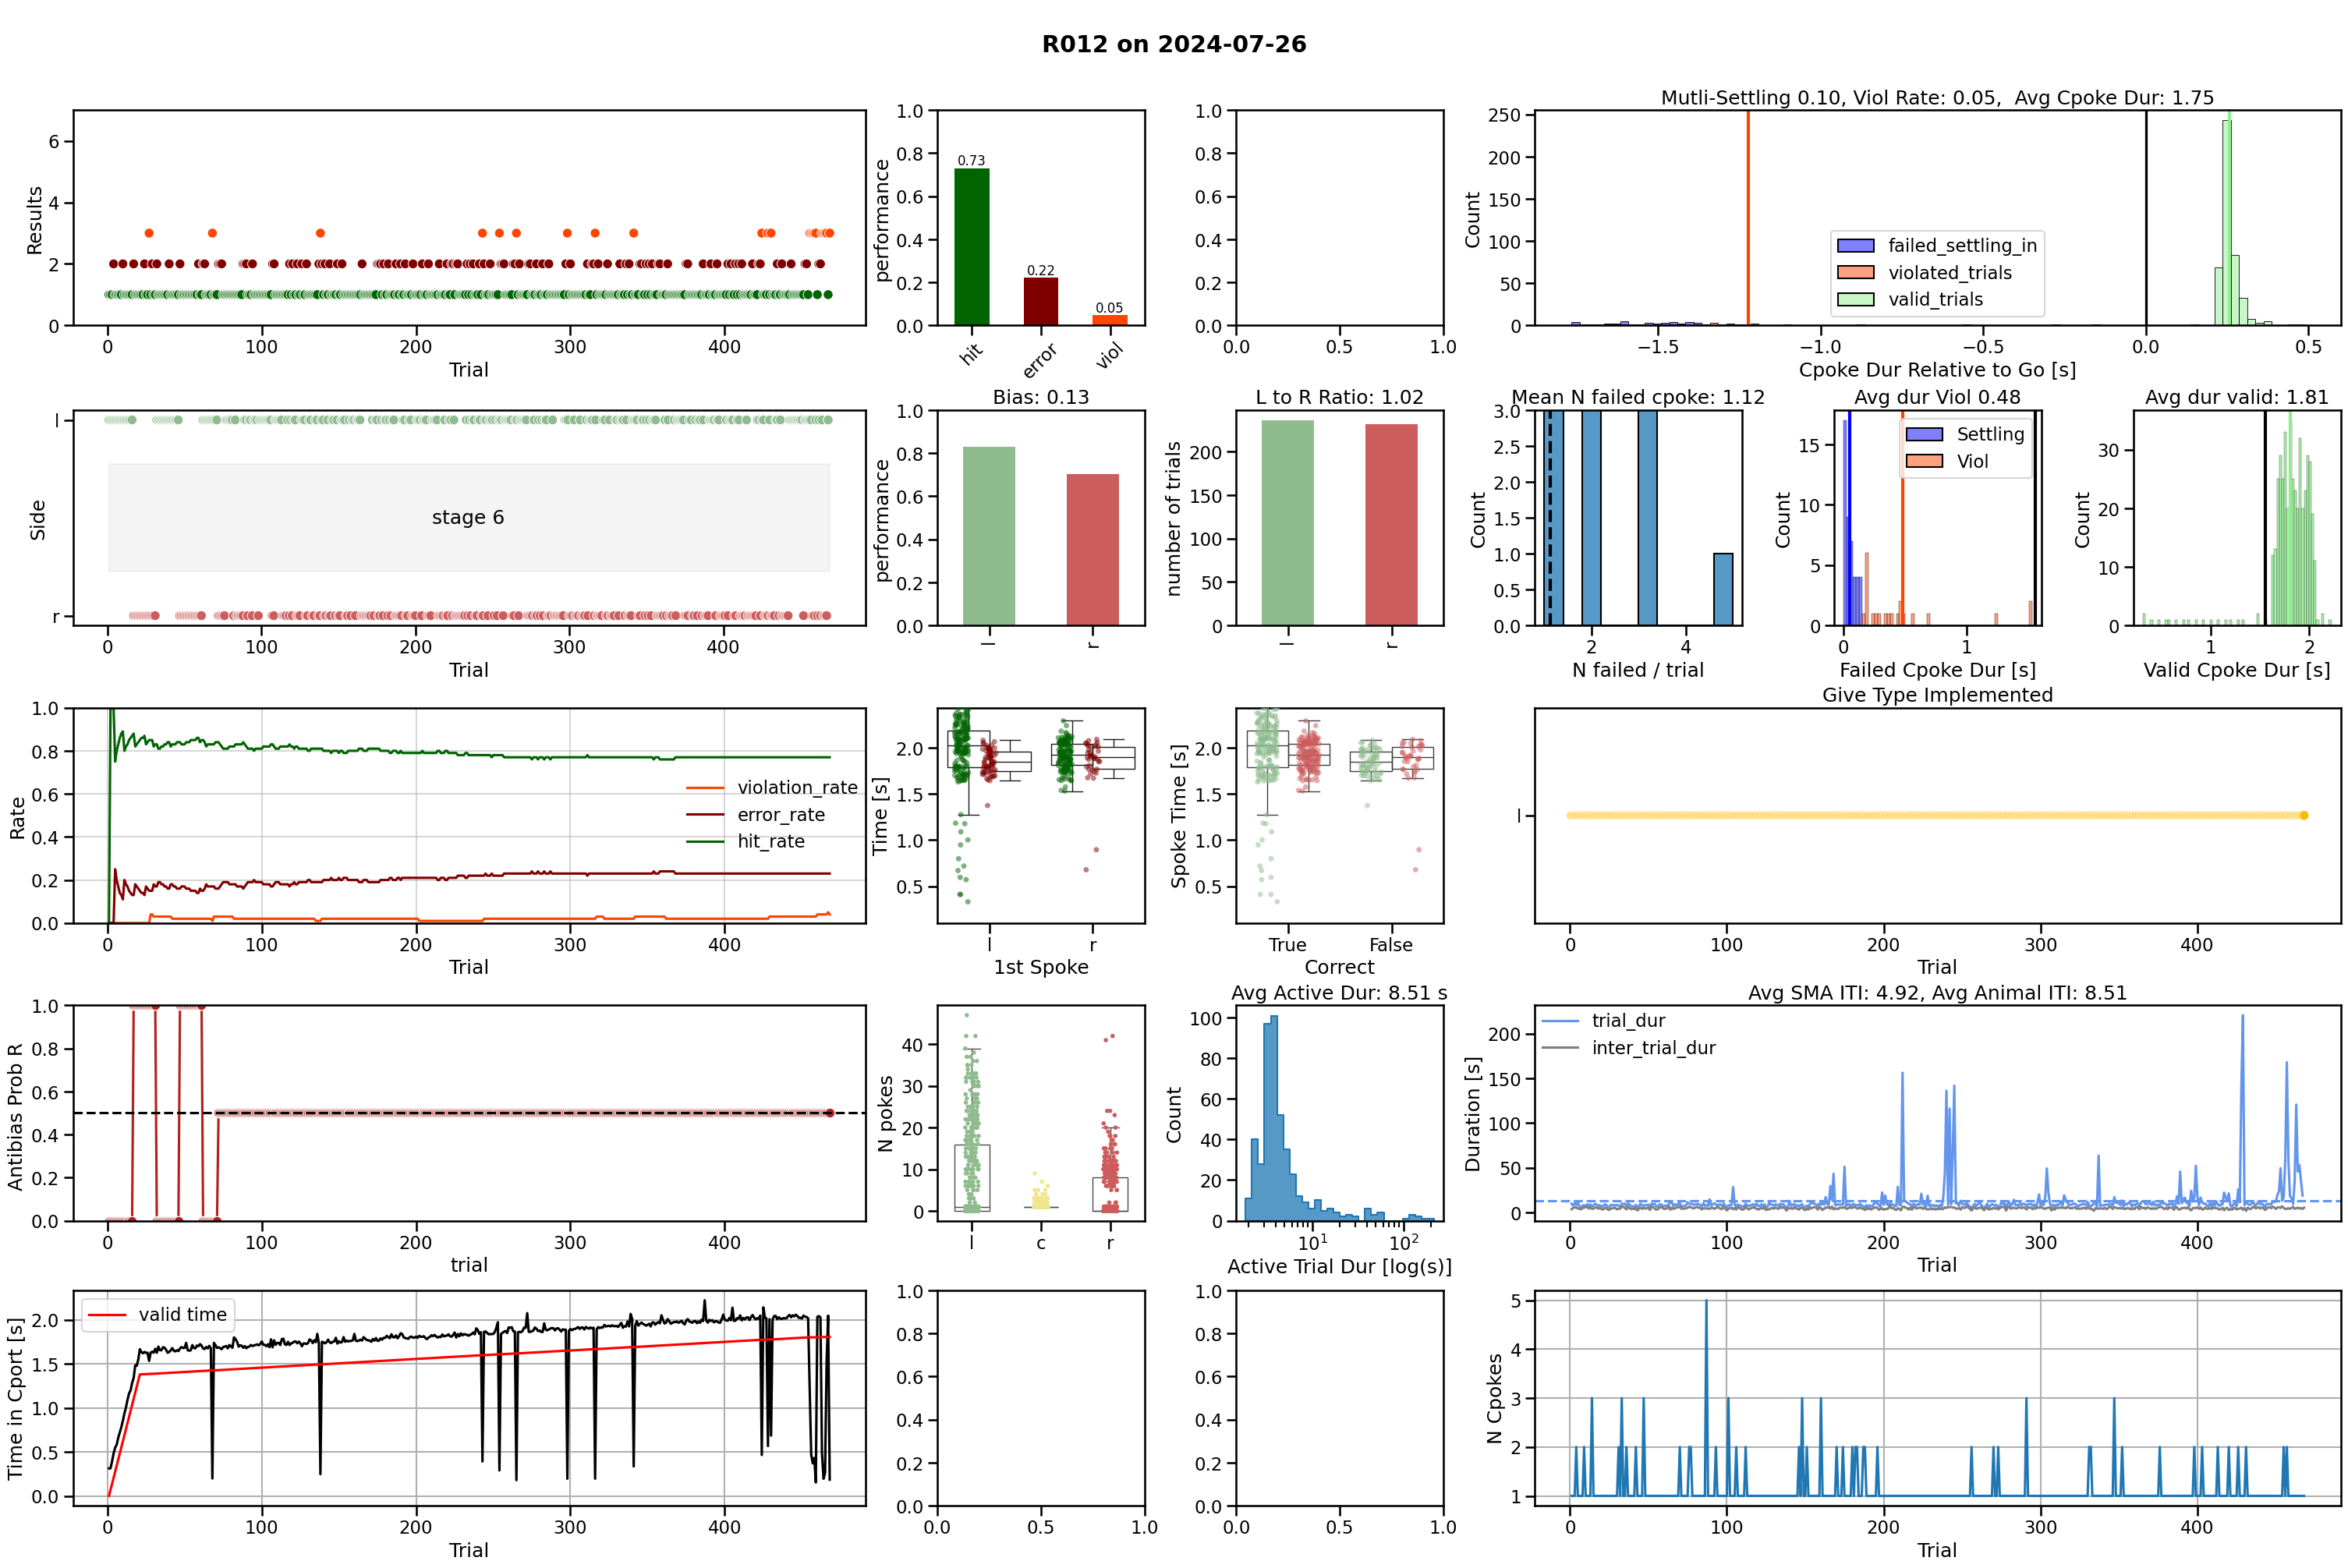 R012 on 2024-07-26
Results
0
2
4
6
0
100
200
300
400
Trial
performance
0.0
0.2
0.4
0.6
0.8
1.0
0.73
0.22
0.05
hit
error
viol
0.0
0.2
0.4
0.6
0.8
1.0
0.0
0.5
1.0
Mutli-Settling 0.10, Viol Rate: 0.05, Avg Cpoke Dur: 1.75
Count
0
50
100
150
200
250
failed_settling_in
violated_trials
valid_trials
−1.5
−1.0
−0.5
0.0
0.5
Cpoke Dur Relative to Go [s]
Side
l
r
stage 6
0
100
200
300
400
Trial
Bias: 0.13
performance
0.0
0.2
0.4
0.6
0.8
1.0
l
r
L to R Ratio: 1.02
number of trials
0
50
100
150
200
l
r
Mean N failed cpoke: 1.12
Count
0.0
0.5
1.0
1.5
2.0
2.5
3.0
2
4
N failed / trial
Avg dur Viol 0.48
Count
0
5
10
15
Settling
Viol
0
1
Failed Cpoke Dur [s]
Avg dur valid: 1.81
Count
0
10
20
30
1
2
Valid Cpoke Dur [s]
Rate
0.0
0.2
0.4
0.6
0.8
1.0
violation_rate
error_rate
hit_rate
0
100
200
300
400
Trial
Time [s]
0.5
1.0
1.5
2.0
l
r
1st Spoke
Spoke Time [s]
0.5
1.0
1.5
2.0
True
False
Correct
Give Type Implemented
l
0
100
200
300
400
Trial
Antibias Prob R
0.0
0.2
0.4
0.6
0.8
1.0
0
100
200
300
400
trial
N pokes
0
10
20
30
40
l
c
r
Avg Active Dur: 8.51 s
Count
0
20
40
60
80
100
10¹
10²
Active Trial Dur [log(s)]
Avg SMA ITI: 4.92, Avg Animal ITI: 8.51
Duration [s]
0
50
100
150
200
trial_dur
inter_trial_dur
0
100
200
300
400
Trial
Time in Cport [s]
0.0
0.5
1.0
1.5
2.0
valid time
0
100
200
300
400
Trial
0.0
0.2
0.4
0.6
0.8
1.0
0.0
0.5
1.0
0.0
0.2
0.4
0.6
0.8
1.0
0.0
0.5
1.0
N Cpokes
1
2
3
4
5
0
100
200
300
400
Trial